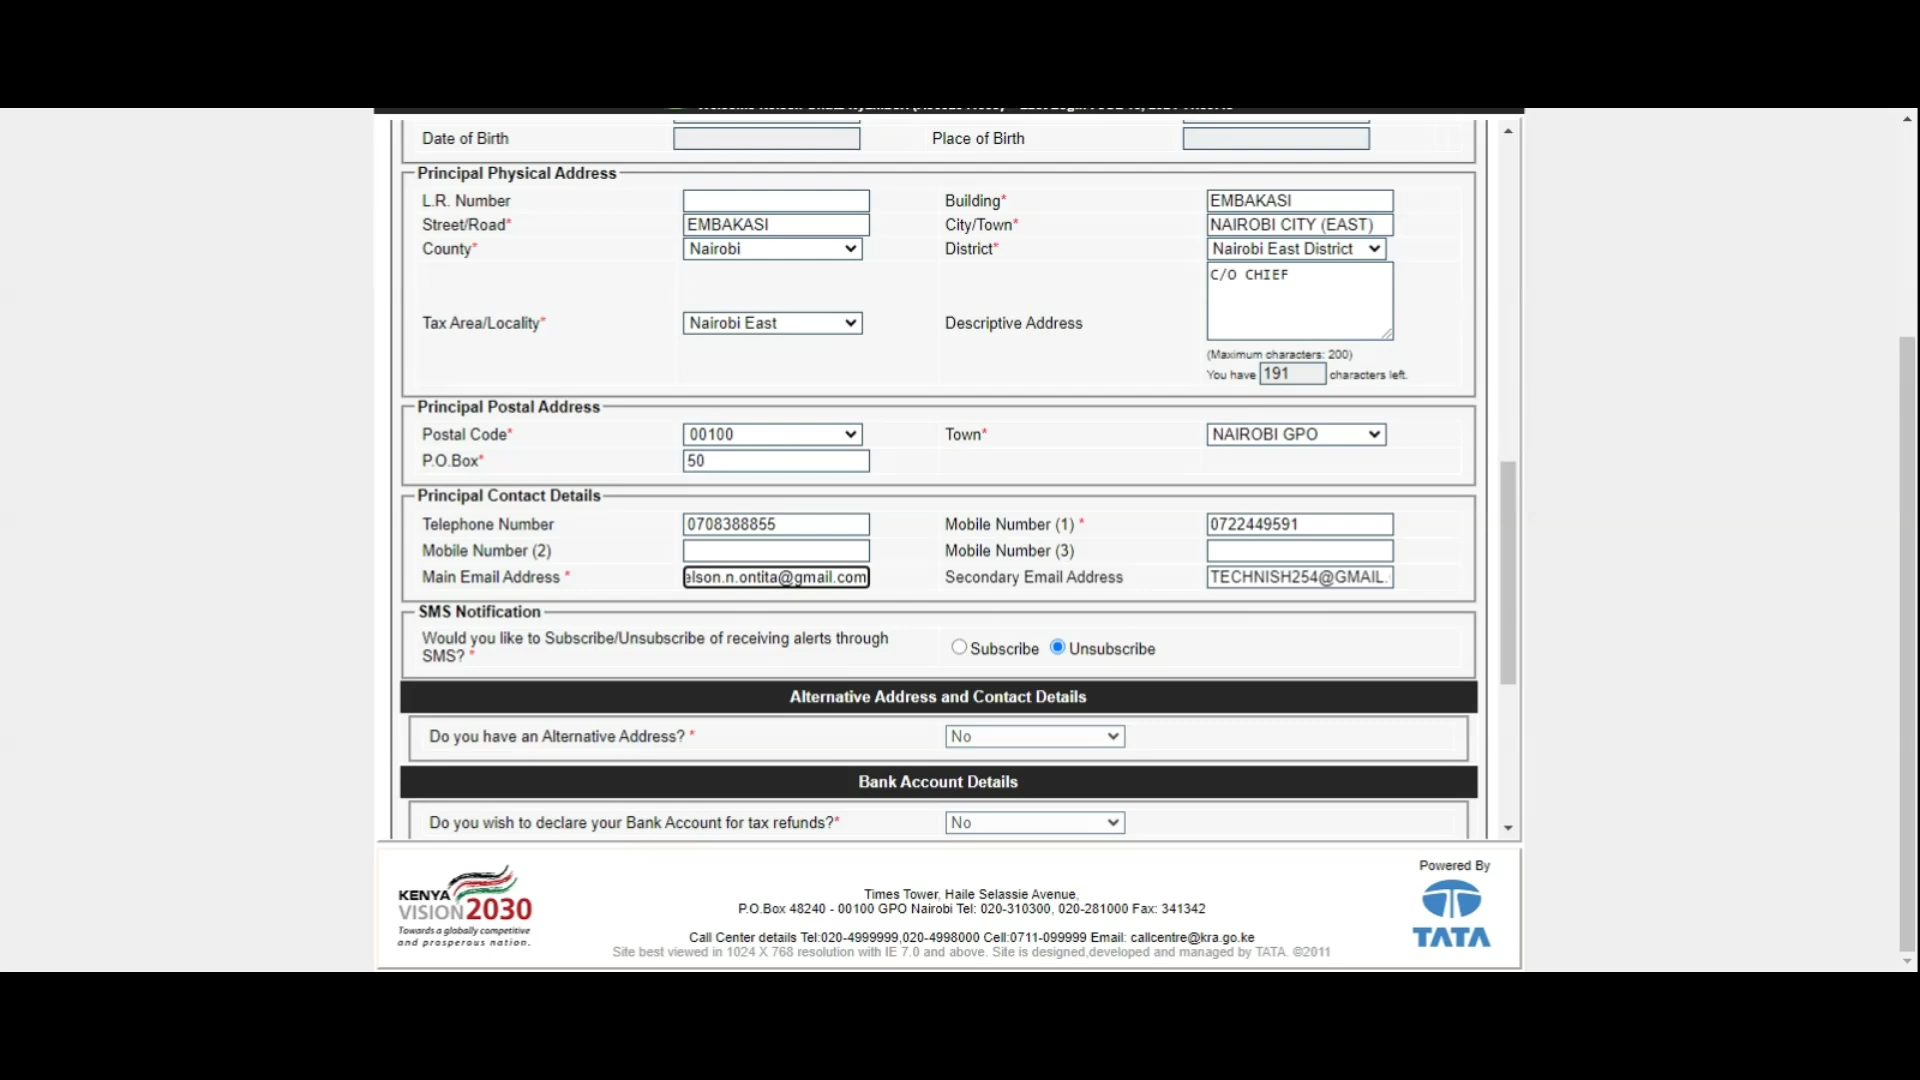 Date of Birth Place of Birth
Principal Physical Address
L.R. Number Building* EMBAKASI
Street/Road* EMBAKASI City/Town* NAIROBI CITY (EAST)
County* Nairobi District* Nairobi East District
C/O CHIEF
Tax Area/Locality* Nairobi East Descriptive Address
(Maximum characters: 200)
You have 191 characters left.
Principal Postal Address
Postal Code* 00100 Town* NAIROBI GPO
P.O.Box* 50
Principal Contact Details
Telephone Number 0708388855 Mobile Number (1) * 0722449591
Mobile Number (2) Mobile Number (3)
Main Email Address * elson.n.ontita@gmail.com Secondary Email Address TECHNISH254@GMAIL.
SMS Notification
Would you like to Subscribe/Unsubscribe of receiving alerts through
SMS? * Subscribe Unsubscribe
Alternative Address and Contact Details
Do you have an Alternative Address? * No
Bank Account Details
Do you wish to declare your Bank Account for tax refunds?* No
KENYA
VISION 2030
Towards a globally competitive
and prosperous nation.
Times Tower, Haile Selassie Avenue,
P.O.Box 48240 - 00100 GPO Nairobi Tel: 020-310300, 020-281000 Fax: 341342
Call Center details Tel:020-4999999,020-4998000 Cell:0711-099999 Email: callcentre@kra.go.ke
Site best viewed in 1024 X 768 resolution with IE 7.0 and above. Site is designed,developed and managed by TATA. ©2011
Powered By
TATA